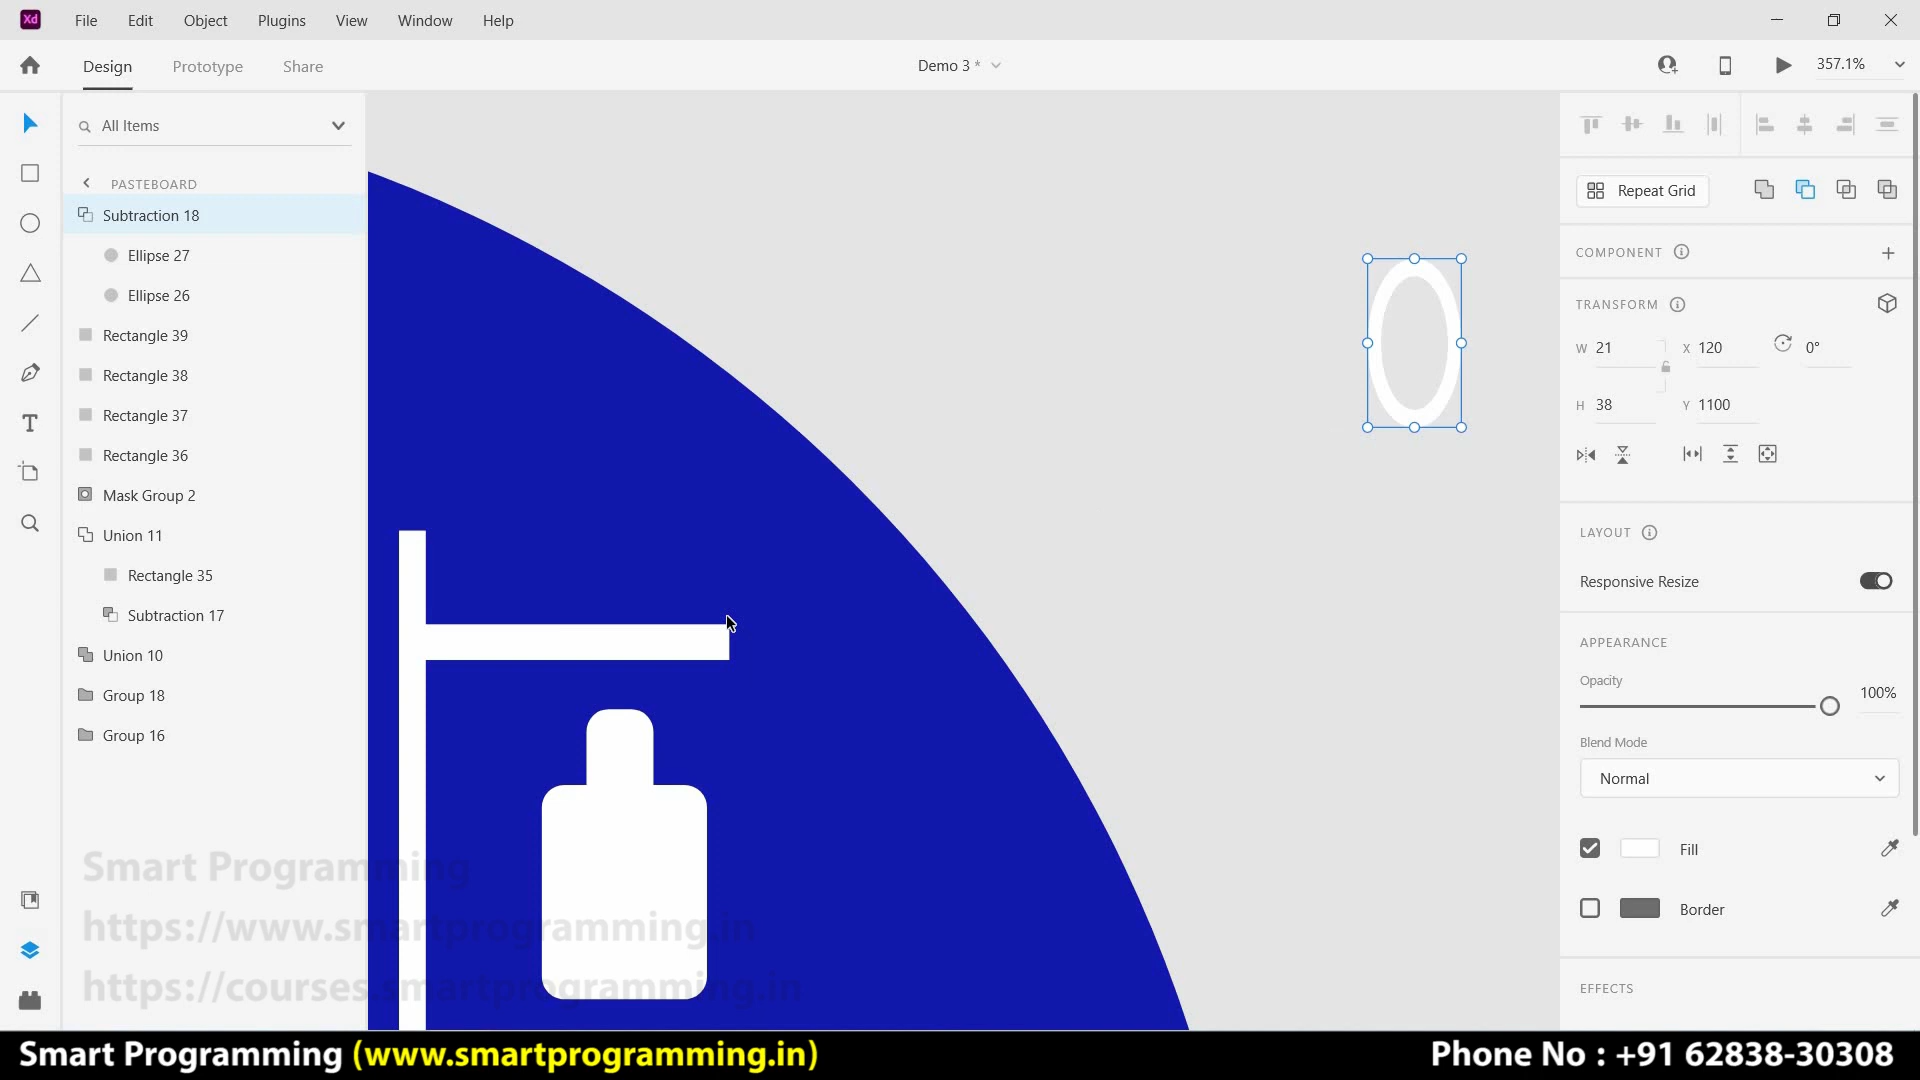 Xd File Edit Object Plugins View Window Help
Design Prototype Share Demo 3 * 357.1%
All Items
PASTEBOARD
Subtraction 18
Ellipse 27
Ellipse 26
Rectangle 39
Rectangle 38
Rectangle 37
Rectangle 36
Mask Group 2
Union 11
Rectangle 35
Subtraction 17
Union 10
Group 18
Group 16
Repeat Grid
COMPONENT
TRANSFORM
W 21 X 120 0°
H 38 Y 1100
LAYOUT
Responsive Resize
APPEARANCE
Opacity
100%
Blend Mode
Normal
Fill
Border
EFFECTS
Smart Programming
https://www.smartprogramming.in
https://courses.smartprogramming.in
Smart Programming (www.smartprogramming.in) Phone No : +91 62838-30308